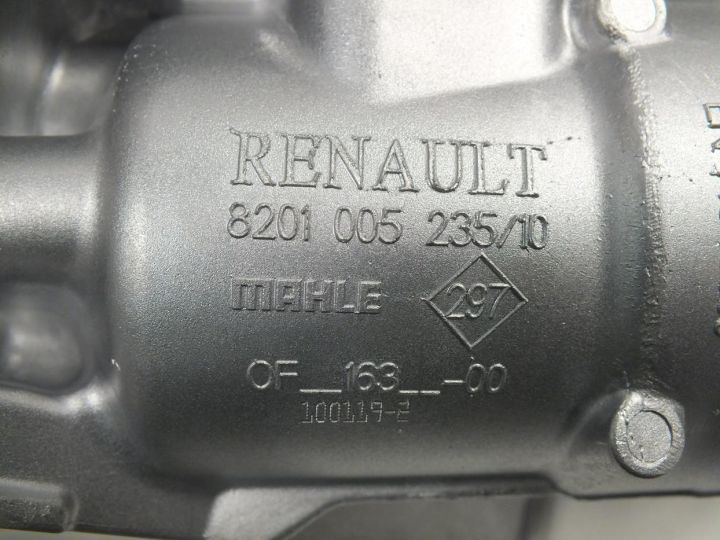 RENAULT
8201 005 235/10
MAHLE 297
OF__163__-00
100119-2